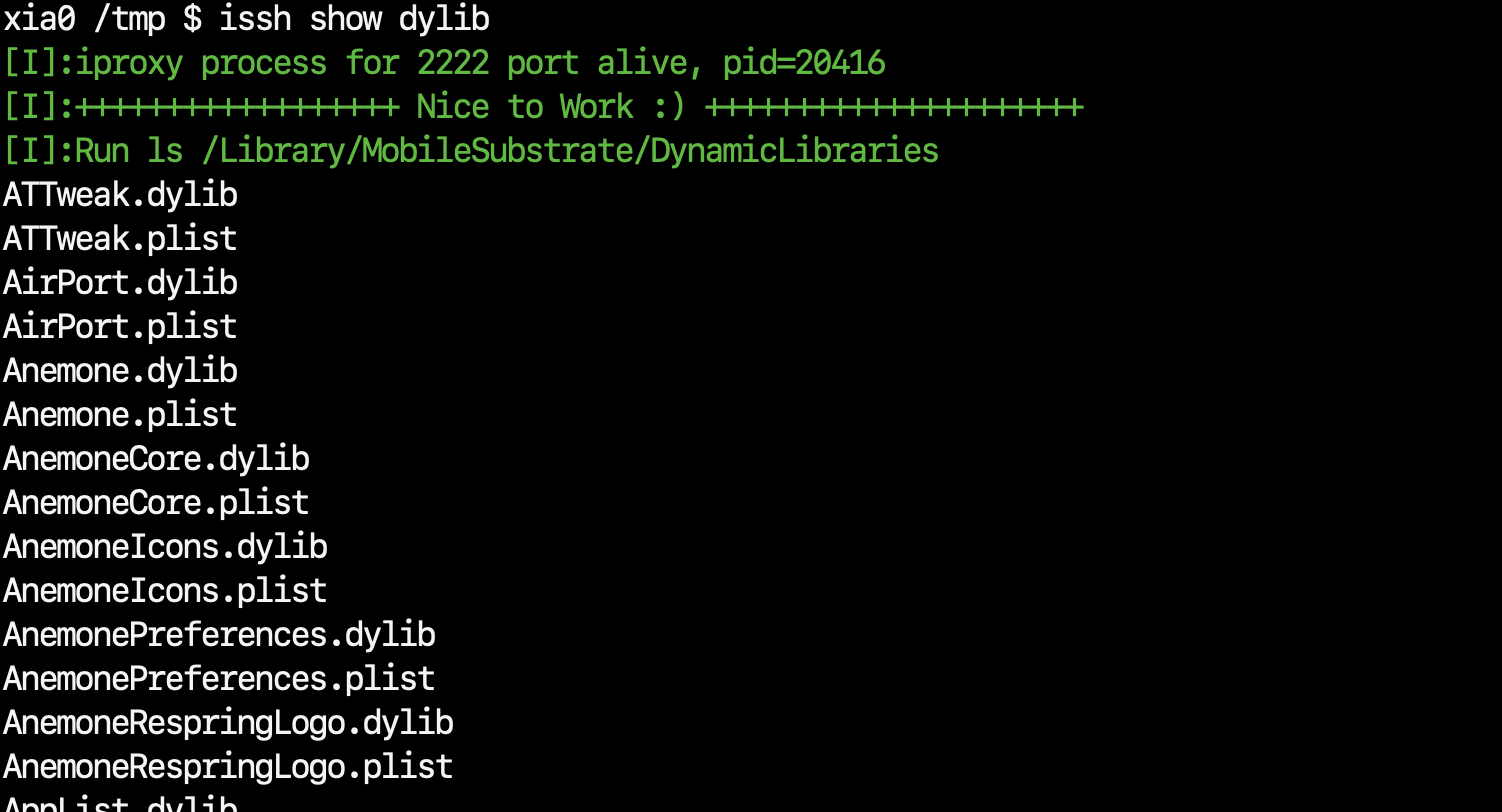 xia0 /tmp $ issh show dylib
[I]:iproxy process for 2222 port alive, pid=20416
[I]:++++++++++++++++++ Nice to Work :) +++++++++++++++++++++
[I]:Run ls /Library/MobileSubstrate/DynamicLibraries
ATTweak.dylib
ATTweak.plist
AirPort.dylib
AirPort.plist
Anemone.dylib
Anemone.plist
AnemoneCore.dylib
AnemoneCore.plist
AnemoneIcons.dylib
AnemoneIcons.plist
AnemonePreferences.dylib
AnemonePreferences.plist
AnemoneRespringLogo.dylib
AnemoneRespringLogo.plist
AppList.dylib